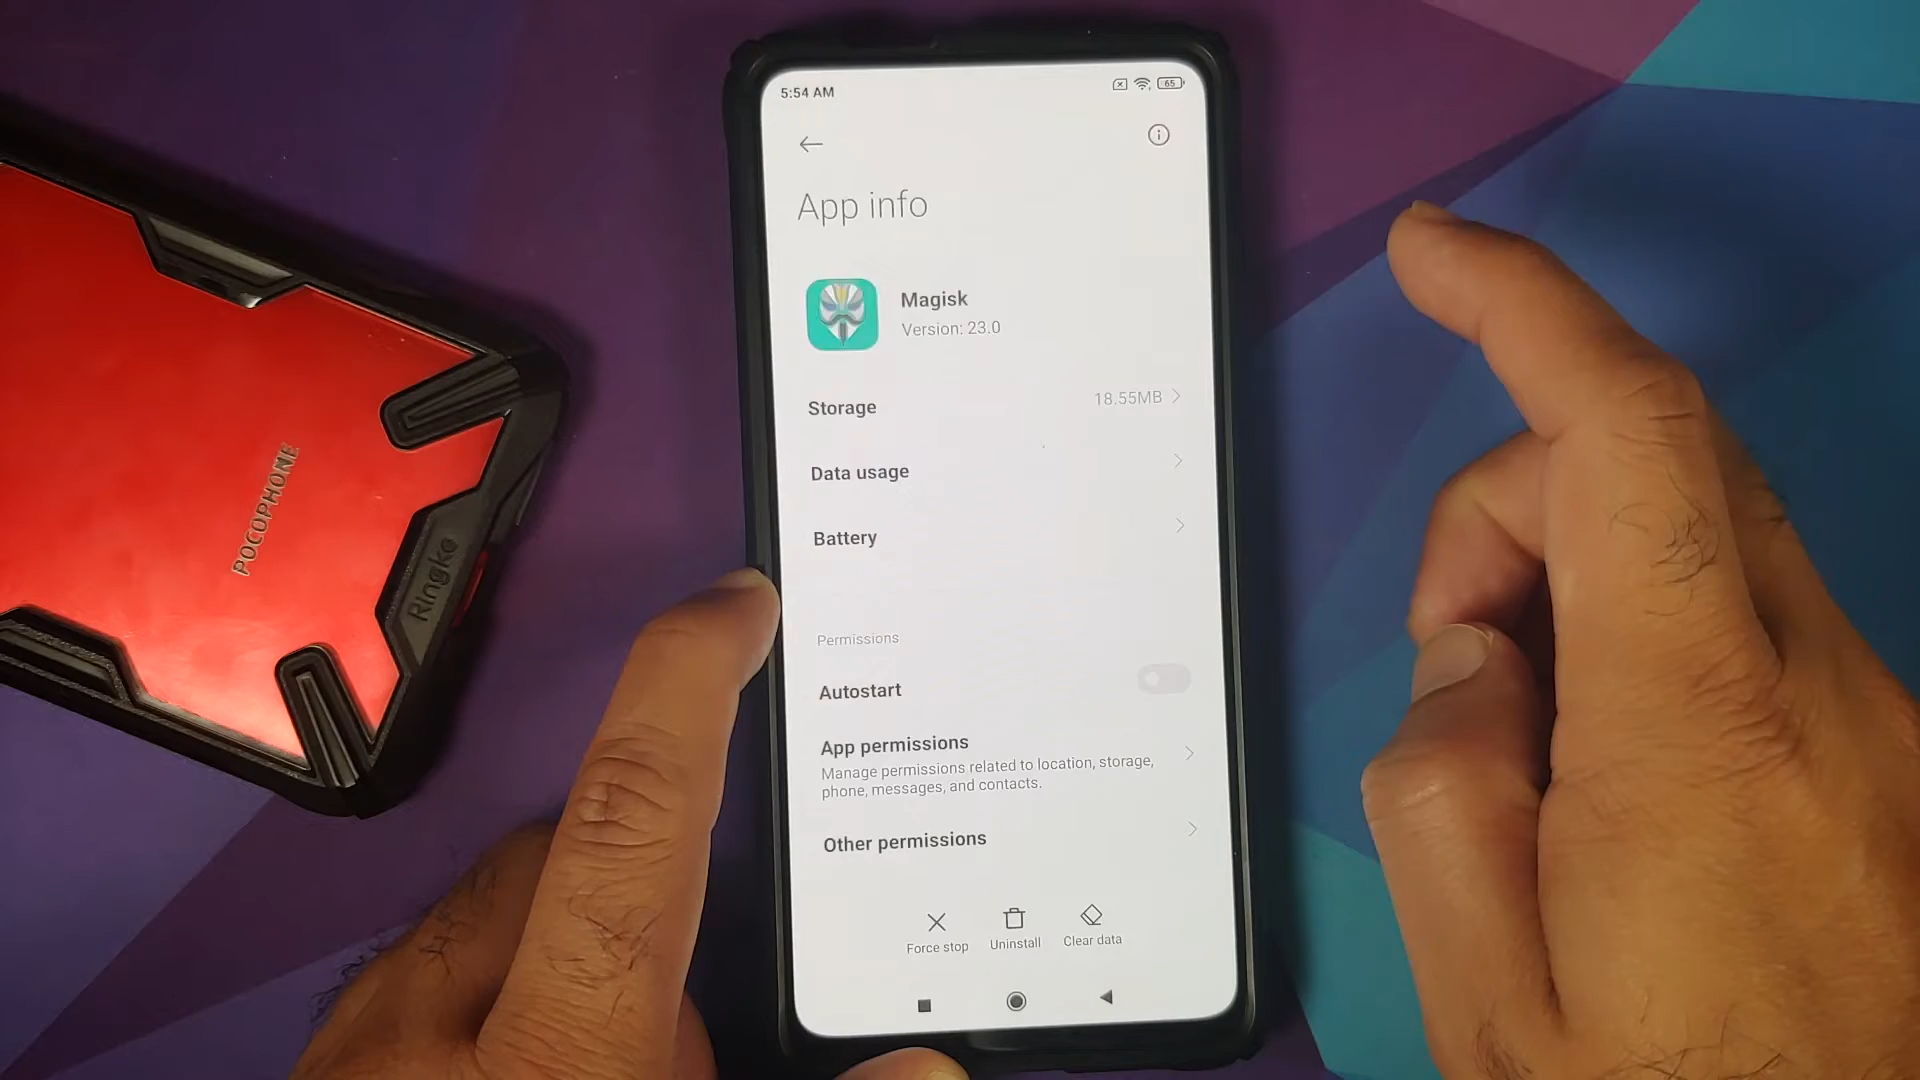 5:54 AM
65
App info
Magisk
Version: 23.0
Storage
18.55MB
Data usage
Battery
Permissions
Autostart
App permissions
Manage permissions related to location, storage,
phone, messages, and contacts.
Other permissions
Force stop
Uninstall
Clear data
POCOPHONE
Ringke